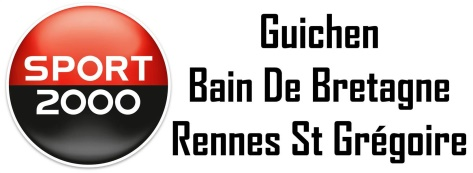 SPORT
2000
Guichen
Bain De Bretagne
Rennes St Grégoire